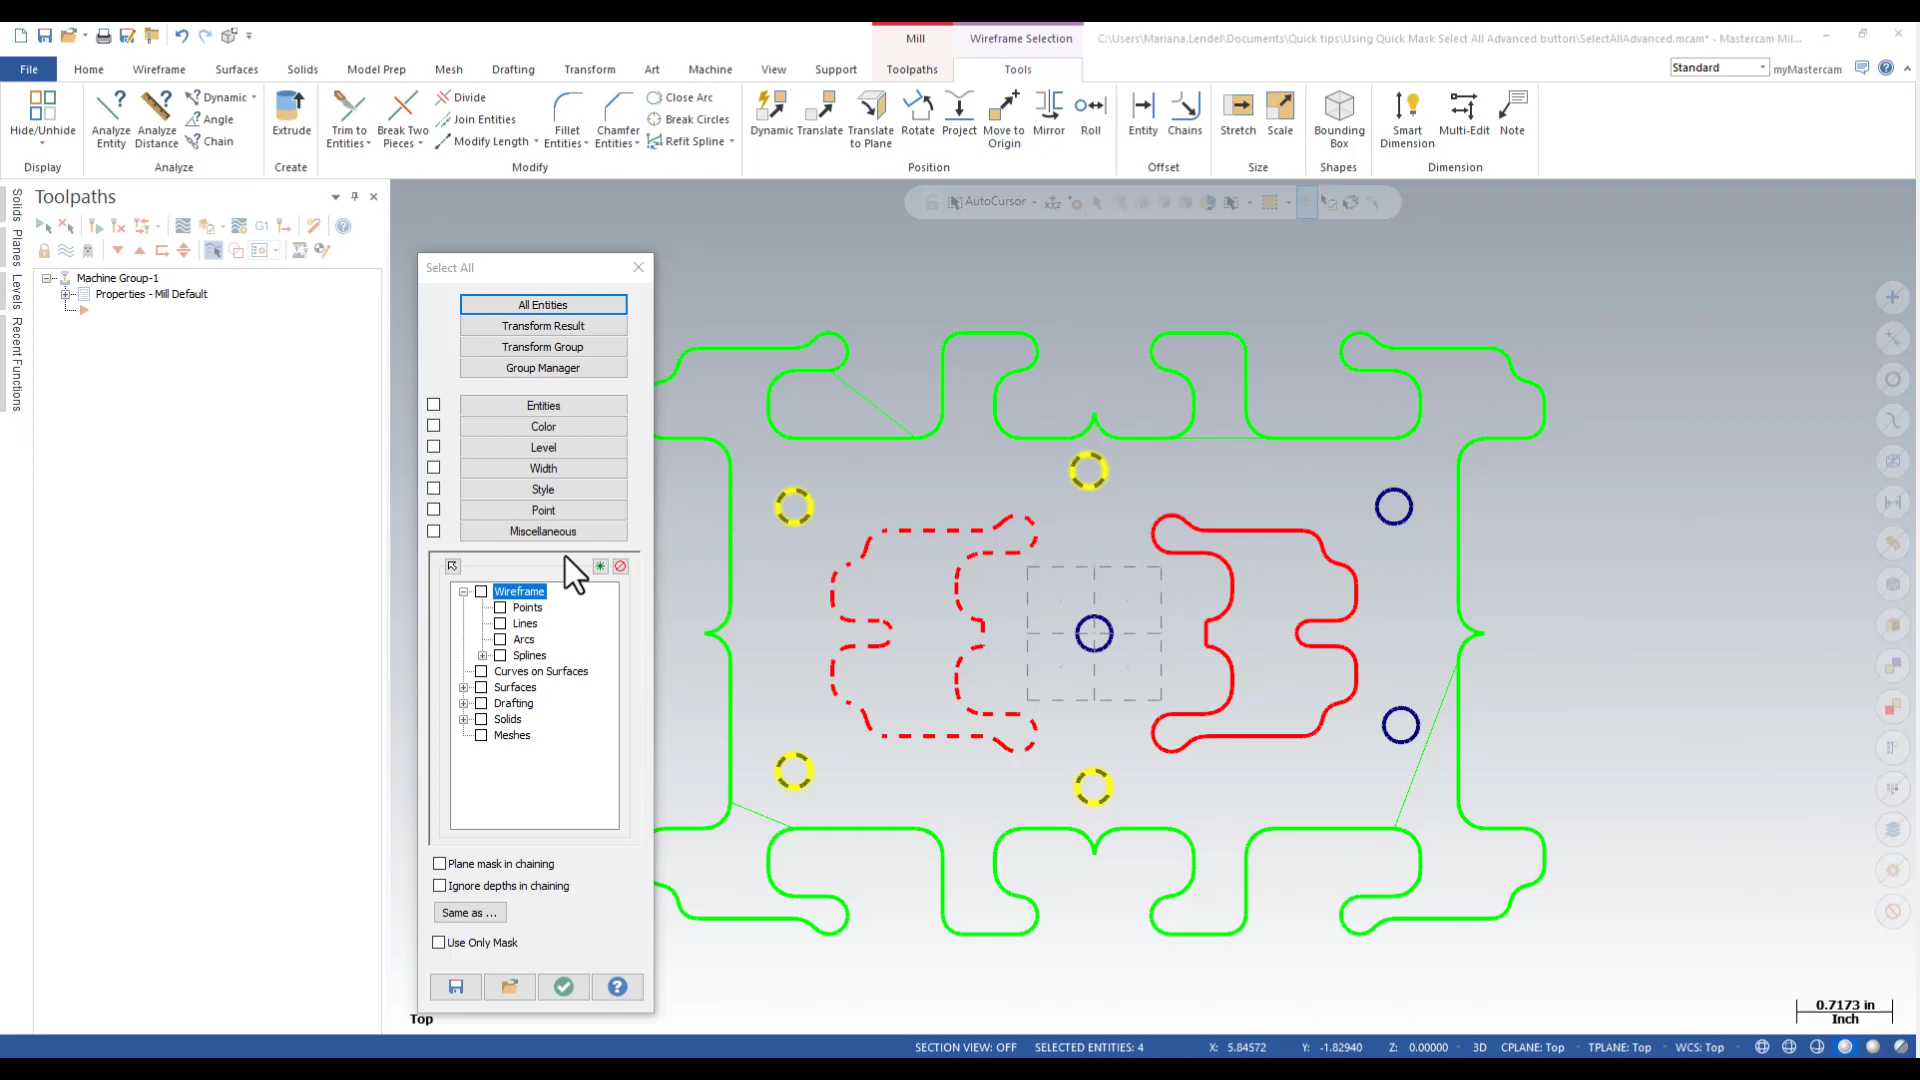 Mill
Wireframe Selection
C:\Users\Mariana.Lendel\Documents\Quick tips\Using Quick Mask Select All Advanced button\SelectAllAdvanced.mcam* - Mastercam Mil...
File
Home
Wireframe
Surfaces
Solids
Model Prep
Mesh
Drafting
Transform
Art
Machine
View
Support
Toolpaths
Tools
Standard
myMastercam
Hide/Unhide
Analyze Entity
Analyze Distance
Dynamic
Angle
Chain
Extrude
Trim to Entities
Break Two Pieces
Divide
Join Entities
Modify Length
Fillet Entities
Chamfer Entities
Close Arc
Break Circles
Refit Spline
Dynamic
Translate
Translate to Plane
Rotate
Project
Move to Origin
Mirror
Roll
Entity
Chains
Stretch
Scale
Bounding Box
Smart Dimension
Multi-Edit
Note
Display
Analyze
Create
Modify
Position
Offset
Size
Shapes
Dimension
Toolpaths
AutoCursor
G1
Solids
Planes
Levels
Recent Functions
Machine Group-1
Properties - Mill Default
Select All
All Entities
Transform Result
Transform Group
Group Manager
Entities
Color
Level
Width
Style
Point
Miscellaneous
Wireframe
Points
Lines
Arcs
Splines
Curves on Surfaces
Surfaces
Drafting
Solids
Meshes
Plane mask in chaining
Ignore depths in chaining
Same as ...
Use Only Mask
Top
0.7173 in
Inch
SECTION VIEW: OFF
SELECTED ENTITIES: 4
X: 5.84572
Y: -1.82940
Z: 0.00000
3D
CPLANE: Top
TPLANE: Top
WCS: Top